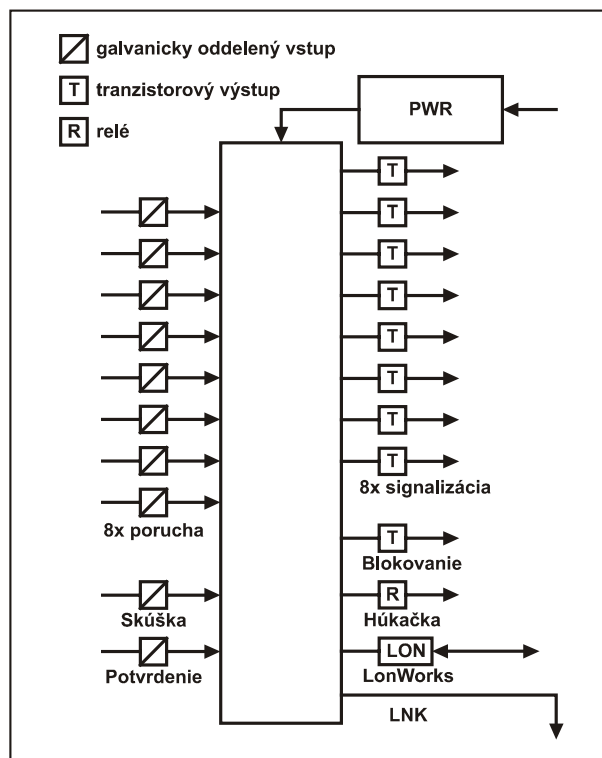 galvanicky oddelený vstup
T tranzistorový výstup
R relé
PWR
T
T
T
T
T
T
T
T
8x signalizácia
8x porucha
T
Blokovanie
Skúška
R
Húkačka
Potvrdenie
LON
LonWorks
LNK